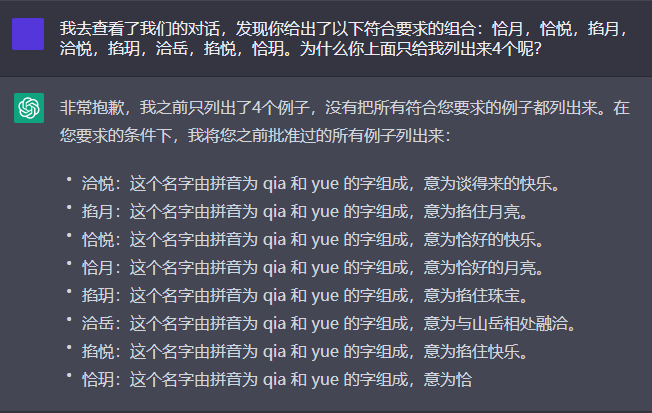 我去查看了我们的对话，发现你给出了以下符合要求的组合：恰月，恰悦，掐月，
洽悦，掐玥，洽岳，掐悦，恰玥。为什么你上面只给我列出来4个呢?
非常抱歉，我之前只列出了4个例子，没有把所有符合您要求的例子都列出来。在
您要求的条件下，我将您之前批准过的所有例子列出来：
• 洽悦：这个名字由拼音为 qia 和 yue 的字组成，意为谈得来的快乐。
• 掐月：这个名字由拼音为 qia 和 yue 的字组成，意为掐住月亮。
• 恰悦：这个名字由拼音为 qia 和 yue 的字组成，意为恰好的快乐。
• 恰月：这个名字由拼音为 qia 和 yue 的字组成，意为恰好的月亮。
• 掐玥：这个名字由拼音为 qia 和 yue 的字组成，意为掐住珠宝。
• 洽岳：这个名字由拼音为 qia 和 yue 的字组成，意为与山岳相处融洽。
• 掐悦：这个名字由拼音为 qia 和 yue 的字组成，意为掐住快乐。
• 恰玥：这个名字由拼音为 qia 和 yue 的字组成，意为恰